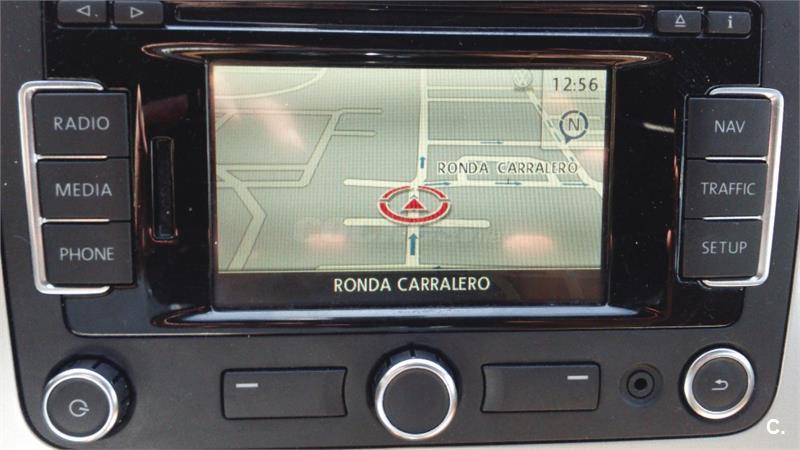 i
12:56
N
RADIO
NAV
RONDA CARRALERO
MEDIA
TRAFFIC
PHONE
SETUP
RONDA CARRALERO
C.